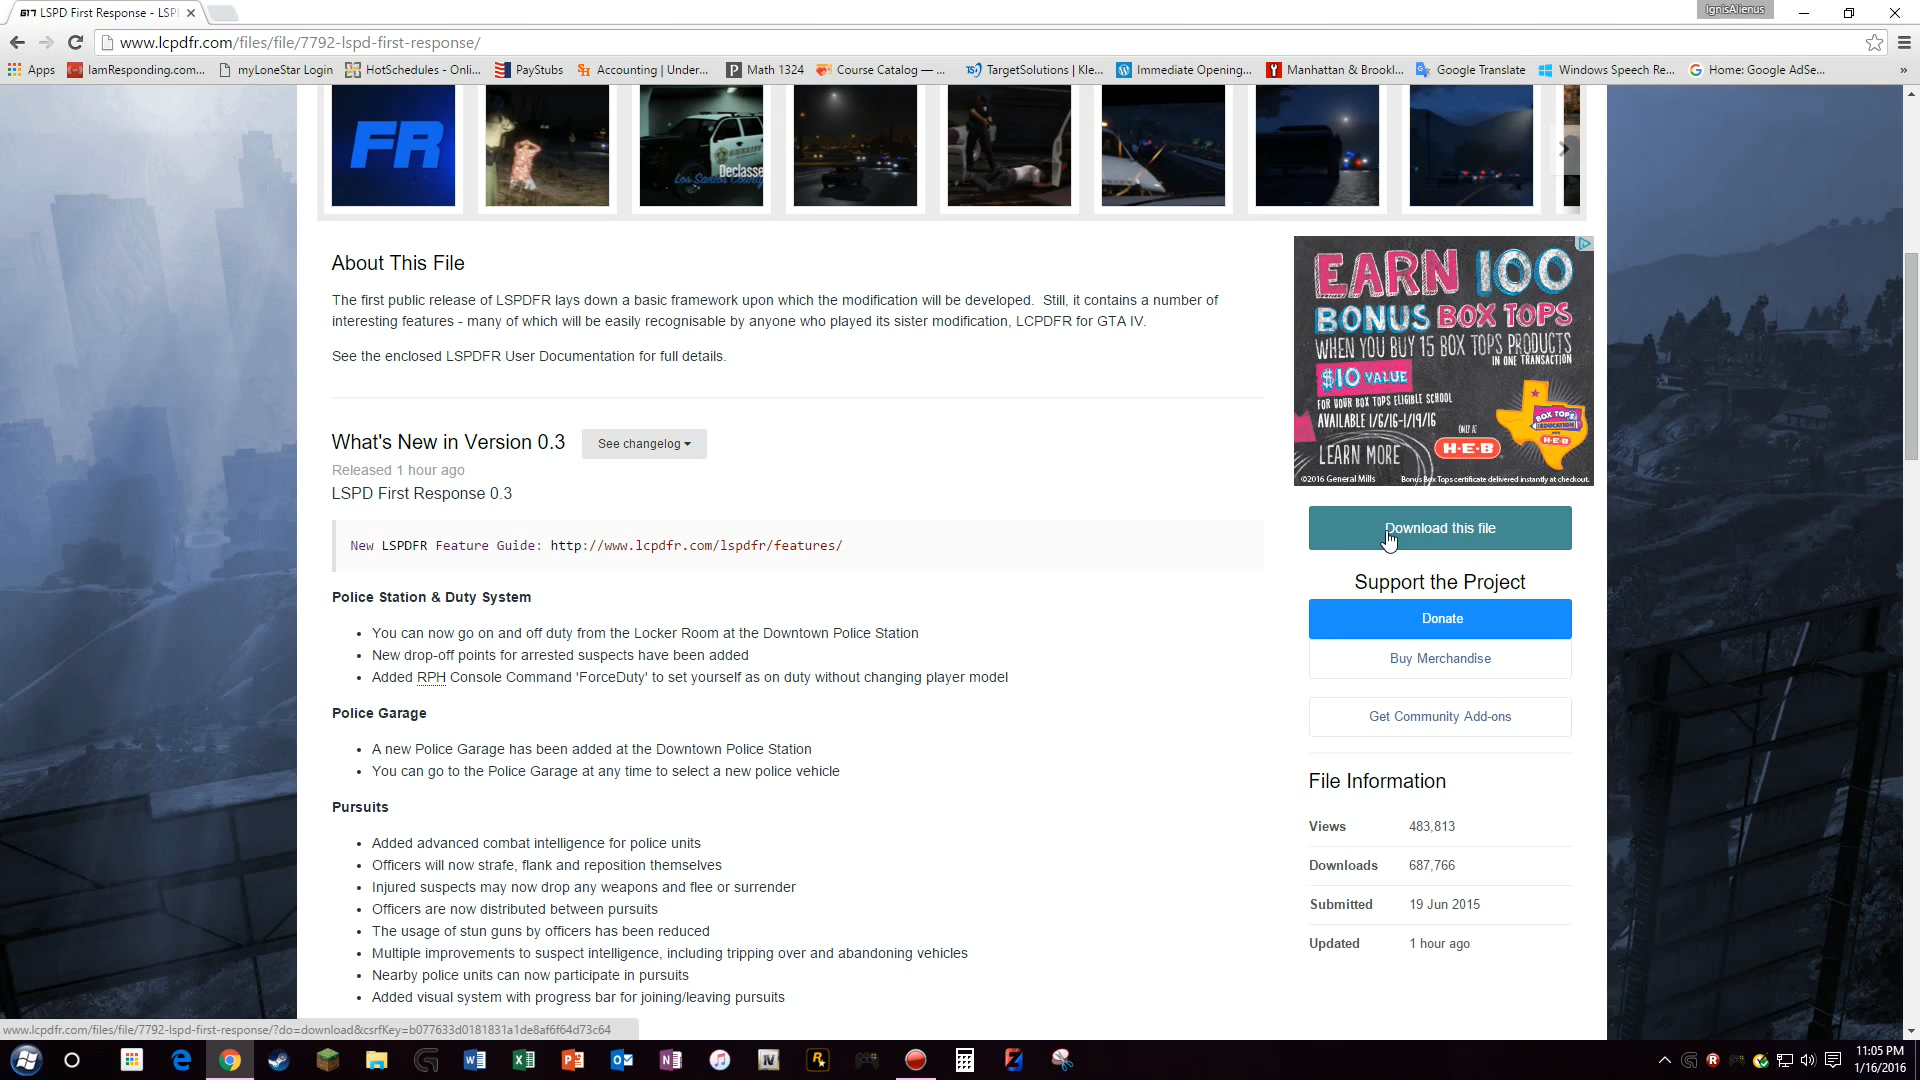 LSPD First Response - LSP
IgnisAlienus
www.lcpdfr.com/files/file/7792-lspd-first-response/
Apps IamResponding.com... myLoneStar Login HotSchedules - Onli... PayStubs Accounting | Under... Math 1324 Course Catalog — ... TargetSolutions | Kle... Immediate Opening... Manhattan & Brookl... Google Translate Windows Speech Re... Home: Google AdSe... »
FR
Declasse
Los Santos County
About This File
The first public release of LSPDFR lays down a basic framework upon which the modification will be developed. Still, it contains a number of
interesting features - many of which will be easily recognisable by anyone who played its sister modification, LCPDFR for GTA IV.
See the enclosed LSPDFR User Documentation for full details.
What's New in Version 0.3
See changelog
Released 1 hour ago
LSPD First Response 0.3
New LSPDFR Feature Guide: http://www.lcpdfr.com/lspdfr/features/
Police Station & Duty System
• You can now go on and off duty from the Locker Room at the Downtown Police Station
• New drop-off points for arrested suspects have been added
• Added RPH Console Command 'ForceDuty' to set yourself as on duty without changing player model
Police Garage
• A new Police Garage has been added at the Downtown Police Station
• You can go to the Police Garage at any time to select a new police vehicle
Pursuits
• Added advanced combat intelligence for police units
• Officers will now strafe, flank and reposition themselves
• Injured suspects may now drop any weapons and flee or surrender
• Officers are now distributed between pursuits
• The usage of stun guns by officers has been reduced
• Multiple improvements to suspect intelligence, including tripping over and abandoning vehicles
• Nearby police units can now participate in pursuits
• Added visual system with progress bar for joining/leaving pursuits
EARN 100
BONUS BOX TOPS
WHEN YOU BUY 15 BOX TOPS PRODUCTS
IN ONE TRANSACTION
$10 VALUE
FOR YOUR BOX TOPS ELIGIBLE SCHOOL
AVAILABLE 1/6/16-1/19/16
ONLY AT
H-E-B
LEARN MORE
BOX TOPS
EDUCATION
H-E-B
©2016 General Mills
Bonus Box Tops certificate delivered instantly at checkout.
Download this file
Support the Project
Donate
Buy Merchandise
Get Community Add-ons
File Information
Views 483,813
Downloads 687,766
Submitted 19 Jun 2015
Updated 1 hour ago
www.lcpdfr.com/files/file/7792-lspd-first-response/?do=download&csrfKey=b077633d0181831a1de8af6f64d73c64
11:05 PM
1/16/2016